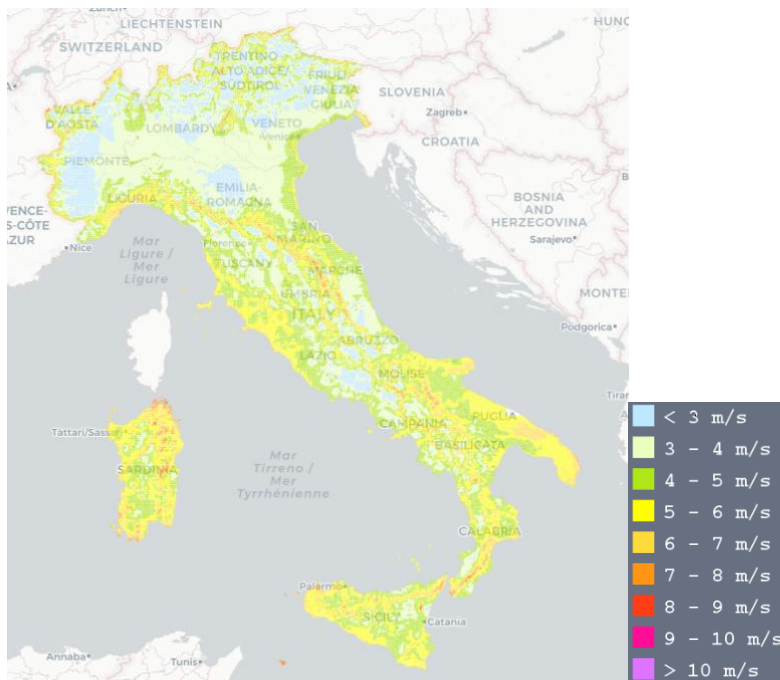 LIECHTENSTEIN
SWITZERLAND
TRENTINO
ALTO ADIGE/
SÜDTIROL
FRIULI
VENEZIA
GIULIA
SLOVENIA
Zagreb
CROATIA
VALLE
D'AOSTA
LOMBARDY
VENETO
Venice
PIEMONTE
LIGURIA
EMILIA-
ROMAGNA
BOSNIA
AND
HERZEGOVINA
Sarajevo
Nice
Mar
Ligure /
Mer
Ligure
Florence
SAN
MARINO
TUSCANY
MARCHE
UMBRIA
ITALY
MONTE
Podgorica
ABRUZZO
LAZIO
MOLISE
CAMPANIA
PUGLIA
BASILICATA
Tàttari/Sassari
SARDINIA
Mar
Tirreno /
Mer
Tyrrhénienne
CALABRIA
Palermo
SICILY
Catania
Annaba
Tunis
< 3 m/s
3 - 4 m/s
4 - 5 m/s
5 - 6 m/s
6 - 7 m/s
7 - 8 m/s
8 - 9 m/s
9 - 10 m/s
> 10 m/s